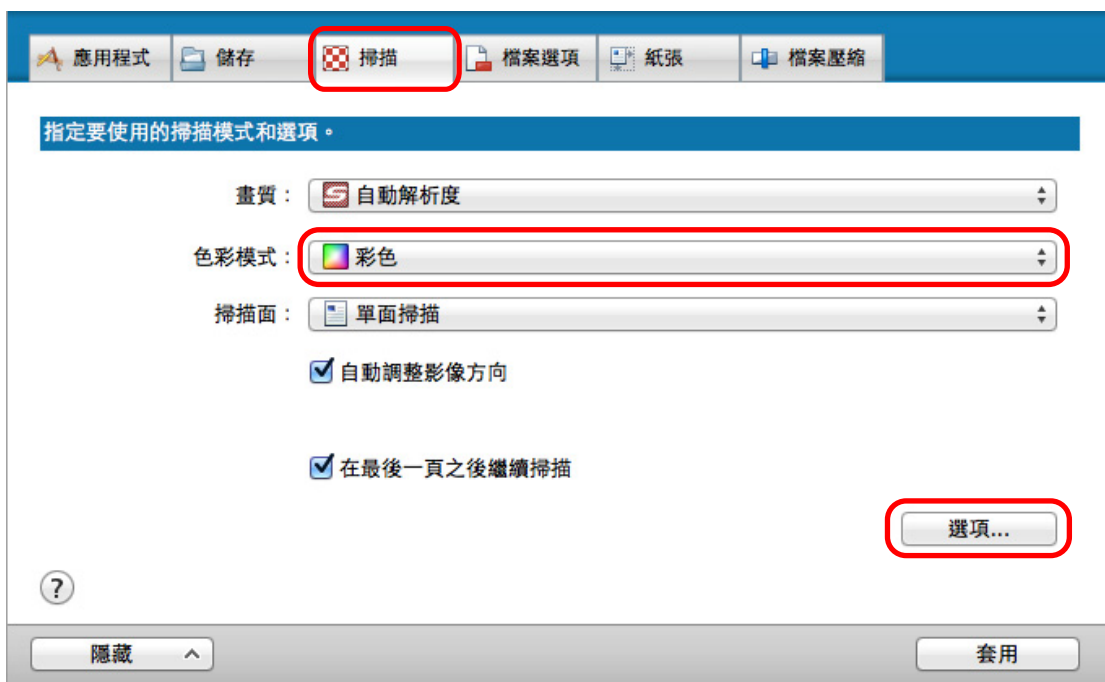 應用程式 儲存 掃描 檔案選項 紙張 檔案壓縮
指定要使用的掃描模式和選項。
畫質： 自動解析度
色彩模式： 彩色
掃描面： 單面掃描
自動調整影像方向
在最後一頁之後繼續掃描
選項...
?
隱藏 套用